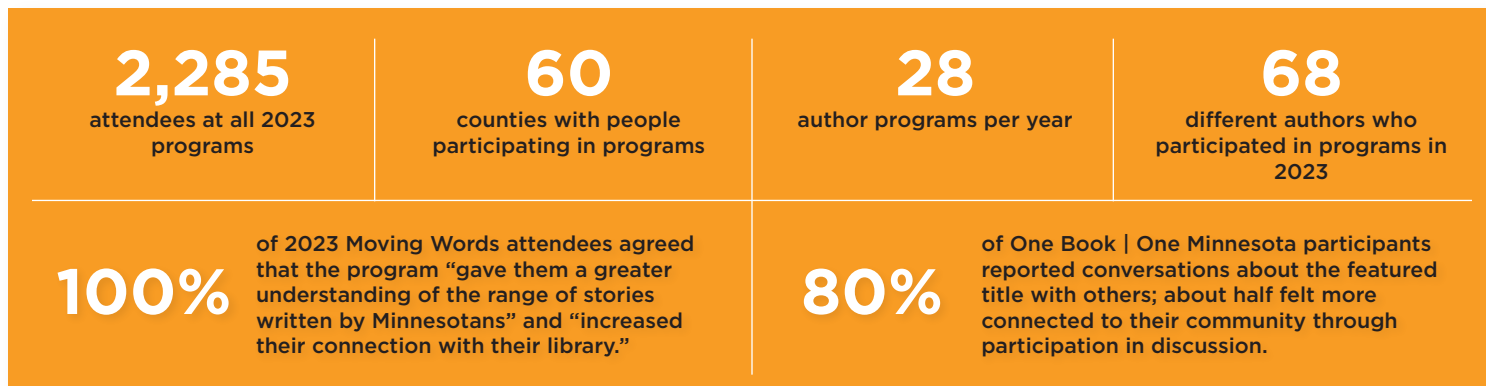 2,285
attendees at all 2023
programs
60
counties with people
participating in programs
28
author programs per year
68
different authors who
participated in programs in
2023
100%
of 2023 Moving Words attendees agreed
that the program “gave them a greater
understanding of the range of stories
written by Minnesotans” and “increased
their connection with their library.”
80%
of One Book | One Minnesota participants
reported conversations about the featured
title with others; about half felt more
connected to their community through
participation in discussion.